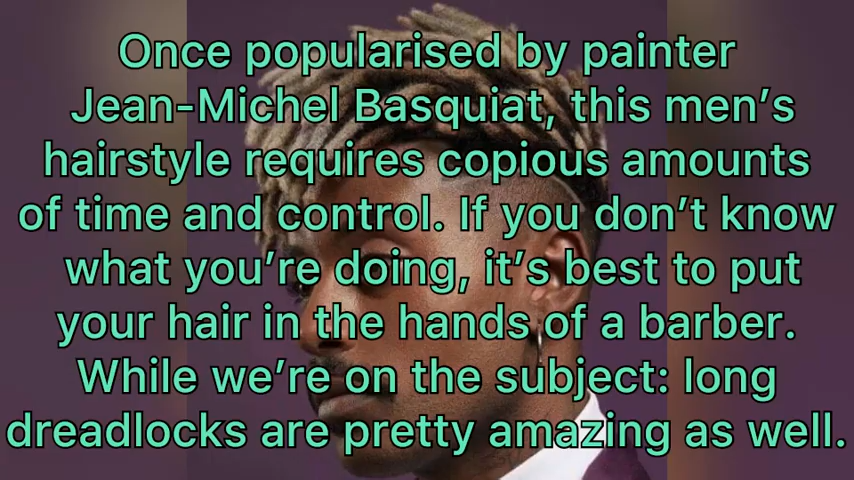 Once popularised by painter
Jean-Michel Basquiat, this men’s
hairstyle requires copious amounts
of time and control. If you don’t know
what you’re doing, it’s best to put
your hair in the hands of a barber.
While we’re on the subject: long
dreadlocks are pretty amazing as well.